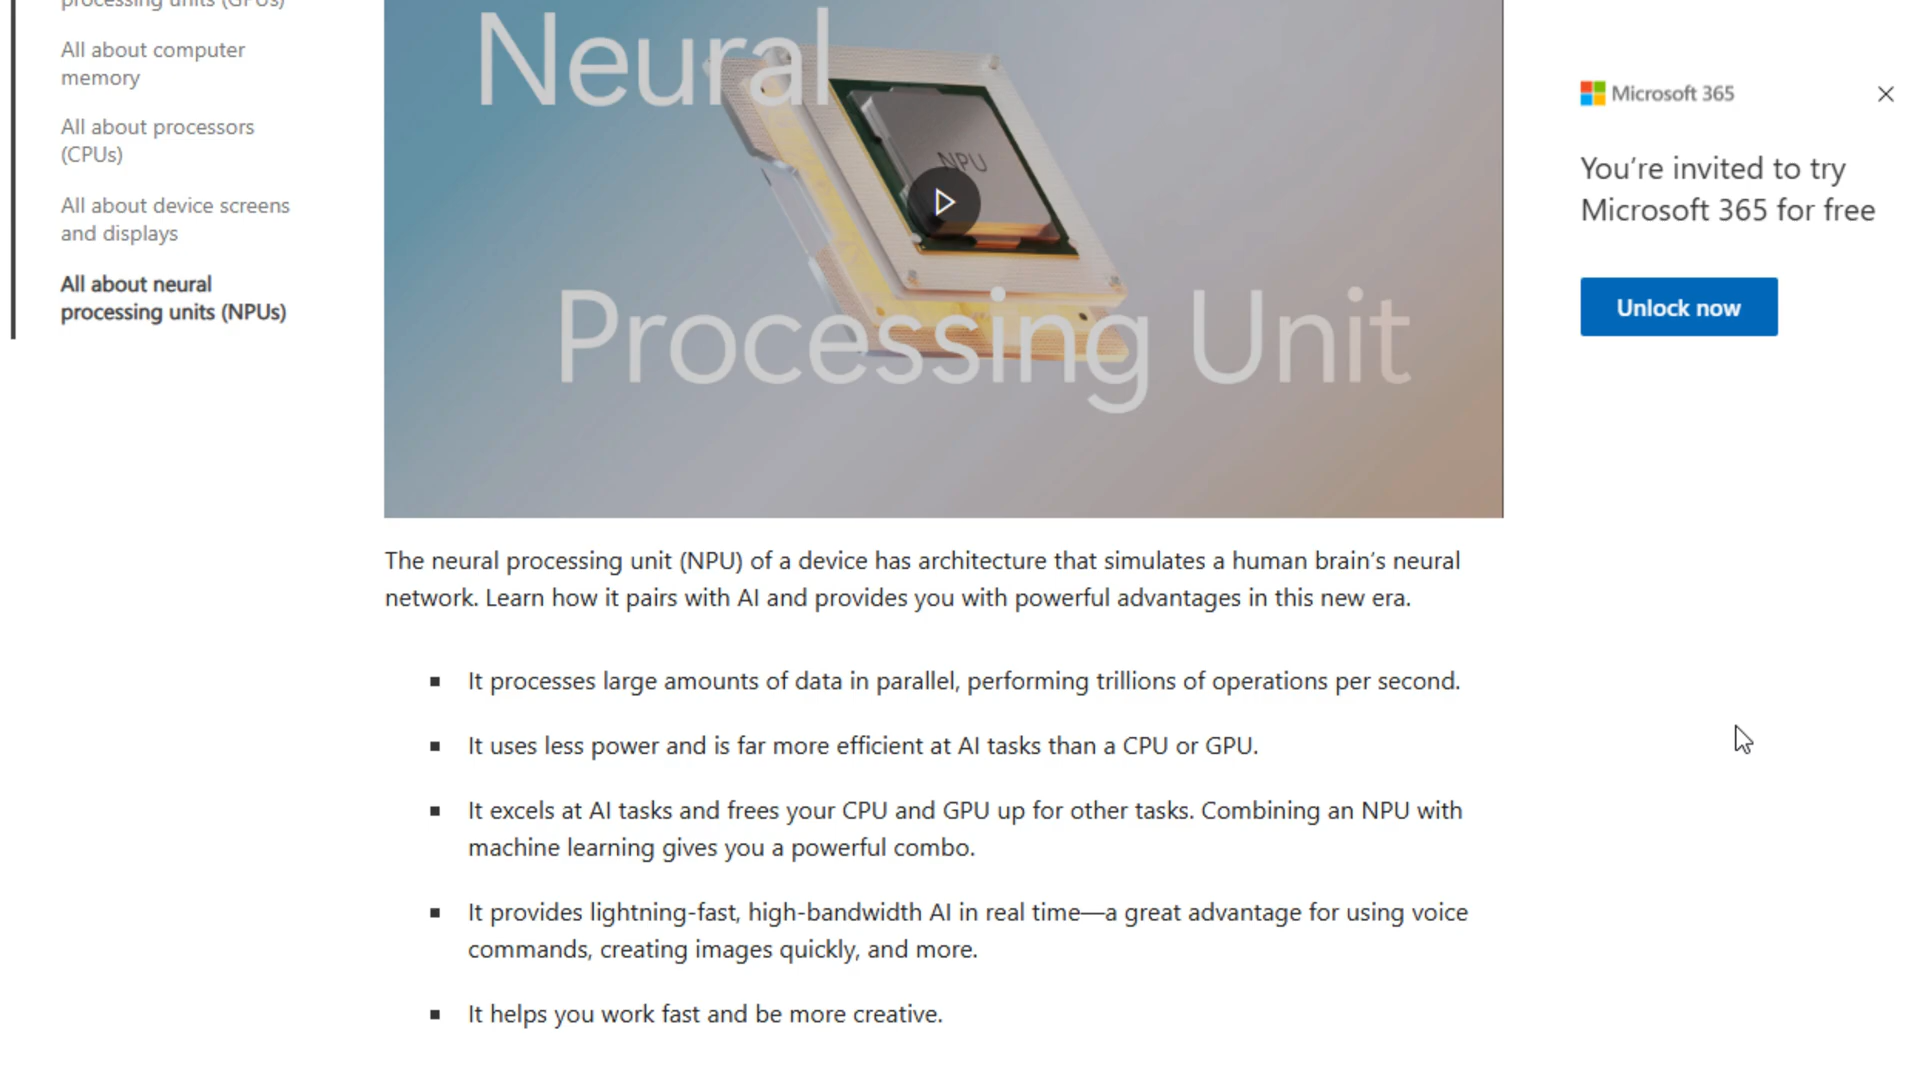 processing units (GPUs)
All about computer
memory
All about processors
(CPUs)
All about device screens
and displays
All about neural
processing units (NPUs)
Neural
NPU
Processing Unit
Microsoft 365
You’re invited to try
Microsoft 365 for free
Unlock now
The neural processing unit (NPU) of a device has architecture that simulates a human brain’s neural
network. Learn how it pairs with AI and provides you with powerful advantages in this new era.
It processes large amounts of data in parallel, performing trillions of operations per second.
It uses less power and is far more efficient at AI tasks than a CPU or GPU.
It excels at AI tasks and frees your CPU and GPU up for other tasks. Combining an NPU with
machine learning gives you a powerful combo.
It provides lightning-fast, high-bandwidth AI in real time—a great advantage for using voice
commands, creating images quickly, and more.
It helps you work fast and be more creative.